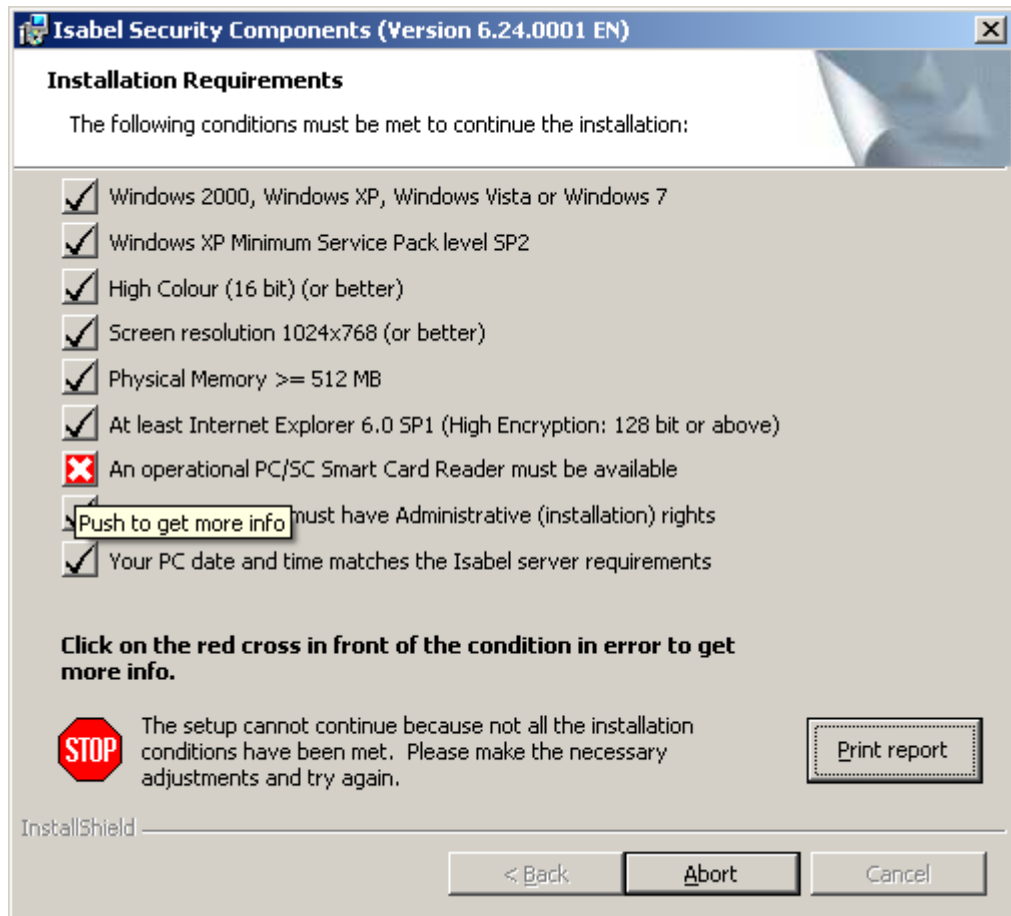 Isabel Security Components (Version 6.24.0001 EN)
Installation Requirements
The following conditions must be met to continue the installation:
Windows 2000, Windows XP, Windows Vista or Windows 7
Windows XP Minimum Service Pack level SP2
High Colour (16 bit) (or better)
Screen resolution 1024x768 (or better)
Physical Memory >= 512 MB
At least Internet Explorer 6.0 SP1 (High Encryption: 128 bit or above)
An operational PC/SC Smart Card Reader must be available
Push to get more info must have Administrative (installation) rights
Your PC date and time matches the Isabel server requirements
Click on the red cross in front of the condition in error to get
more info.
STOP
The setup cannot continue because not all the installation
conditions have been met. Please make the necessary
adjustments and try again.
Print report
InstallShield
< Back
Abort
Cancel